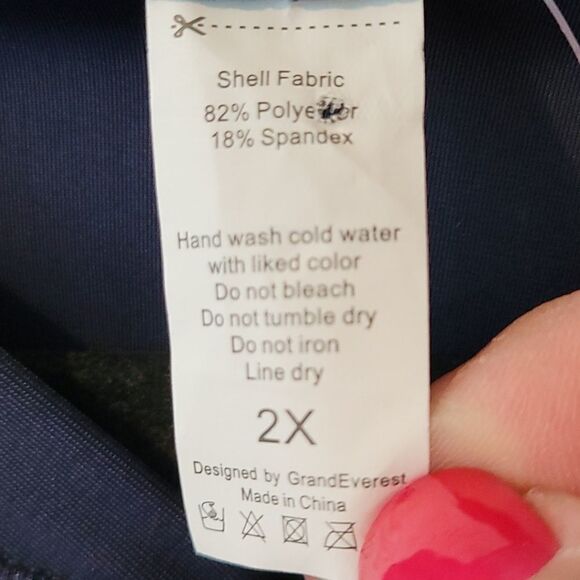 Shell Fabric
82% Polyester
18% Spandex
Hand wash cold water
with liked color
Do not bleach
Do not tumble dry
Do not iron
Line dry
2X
Designed by GrandEverest
Made in China